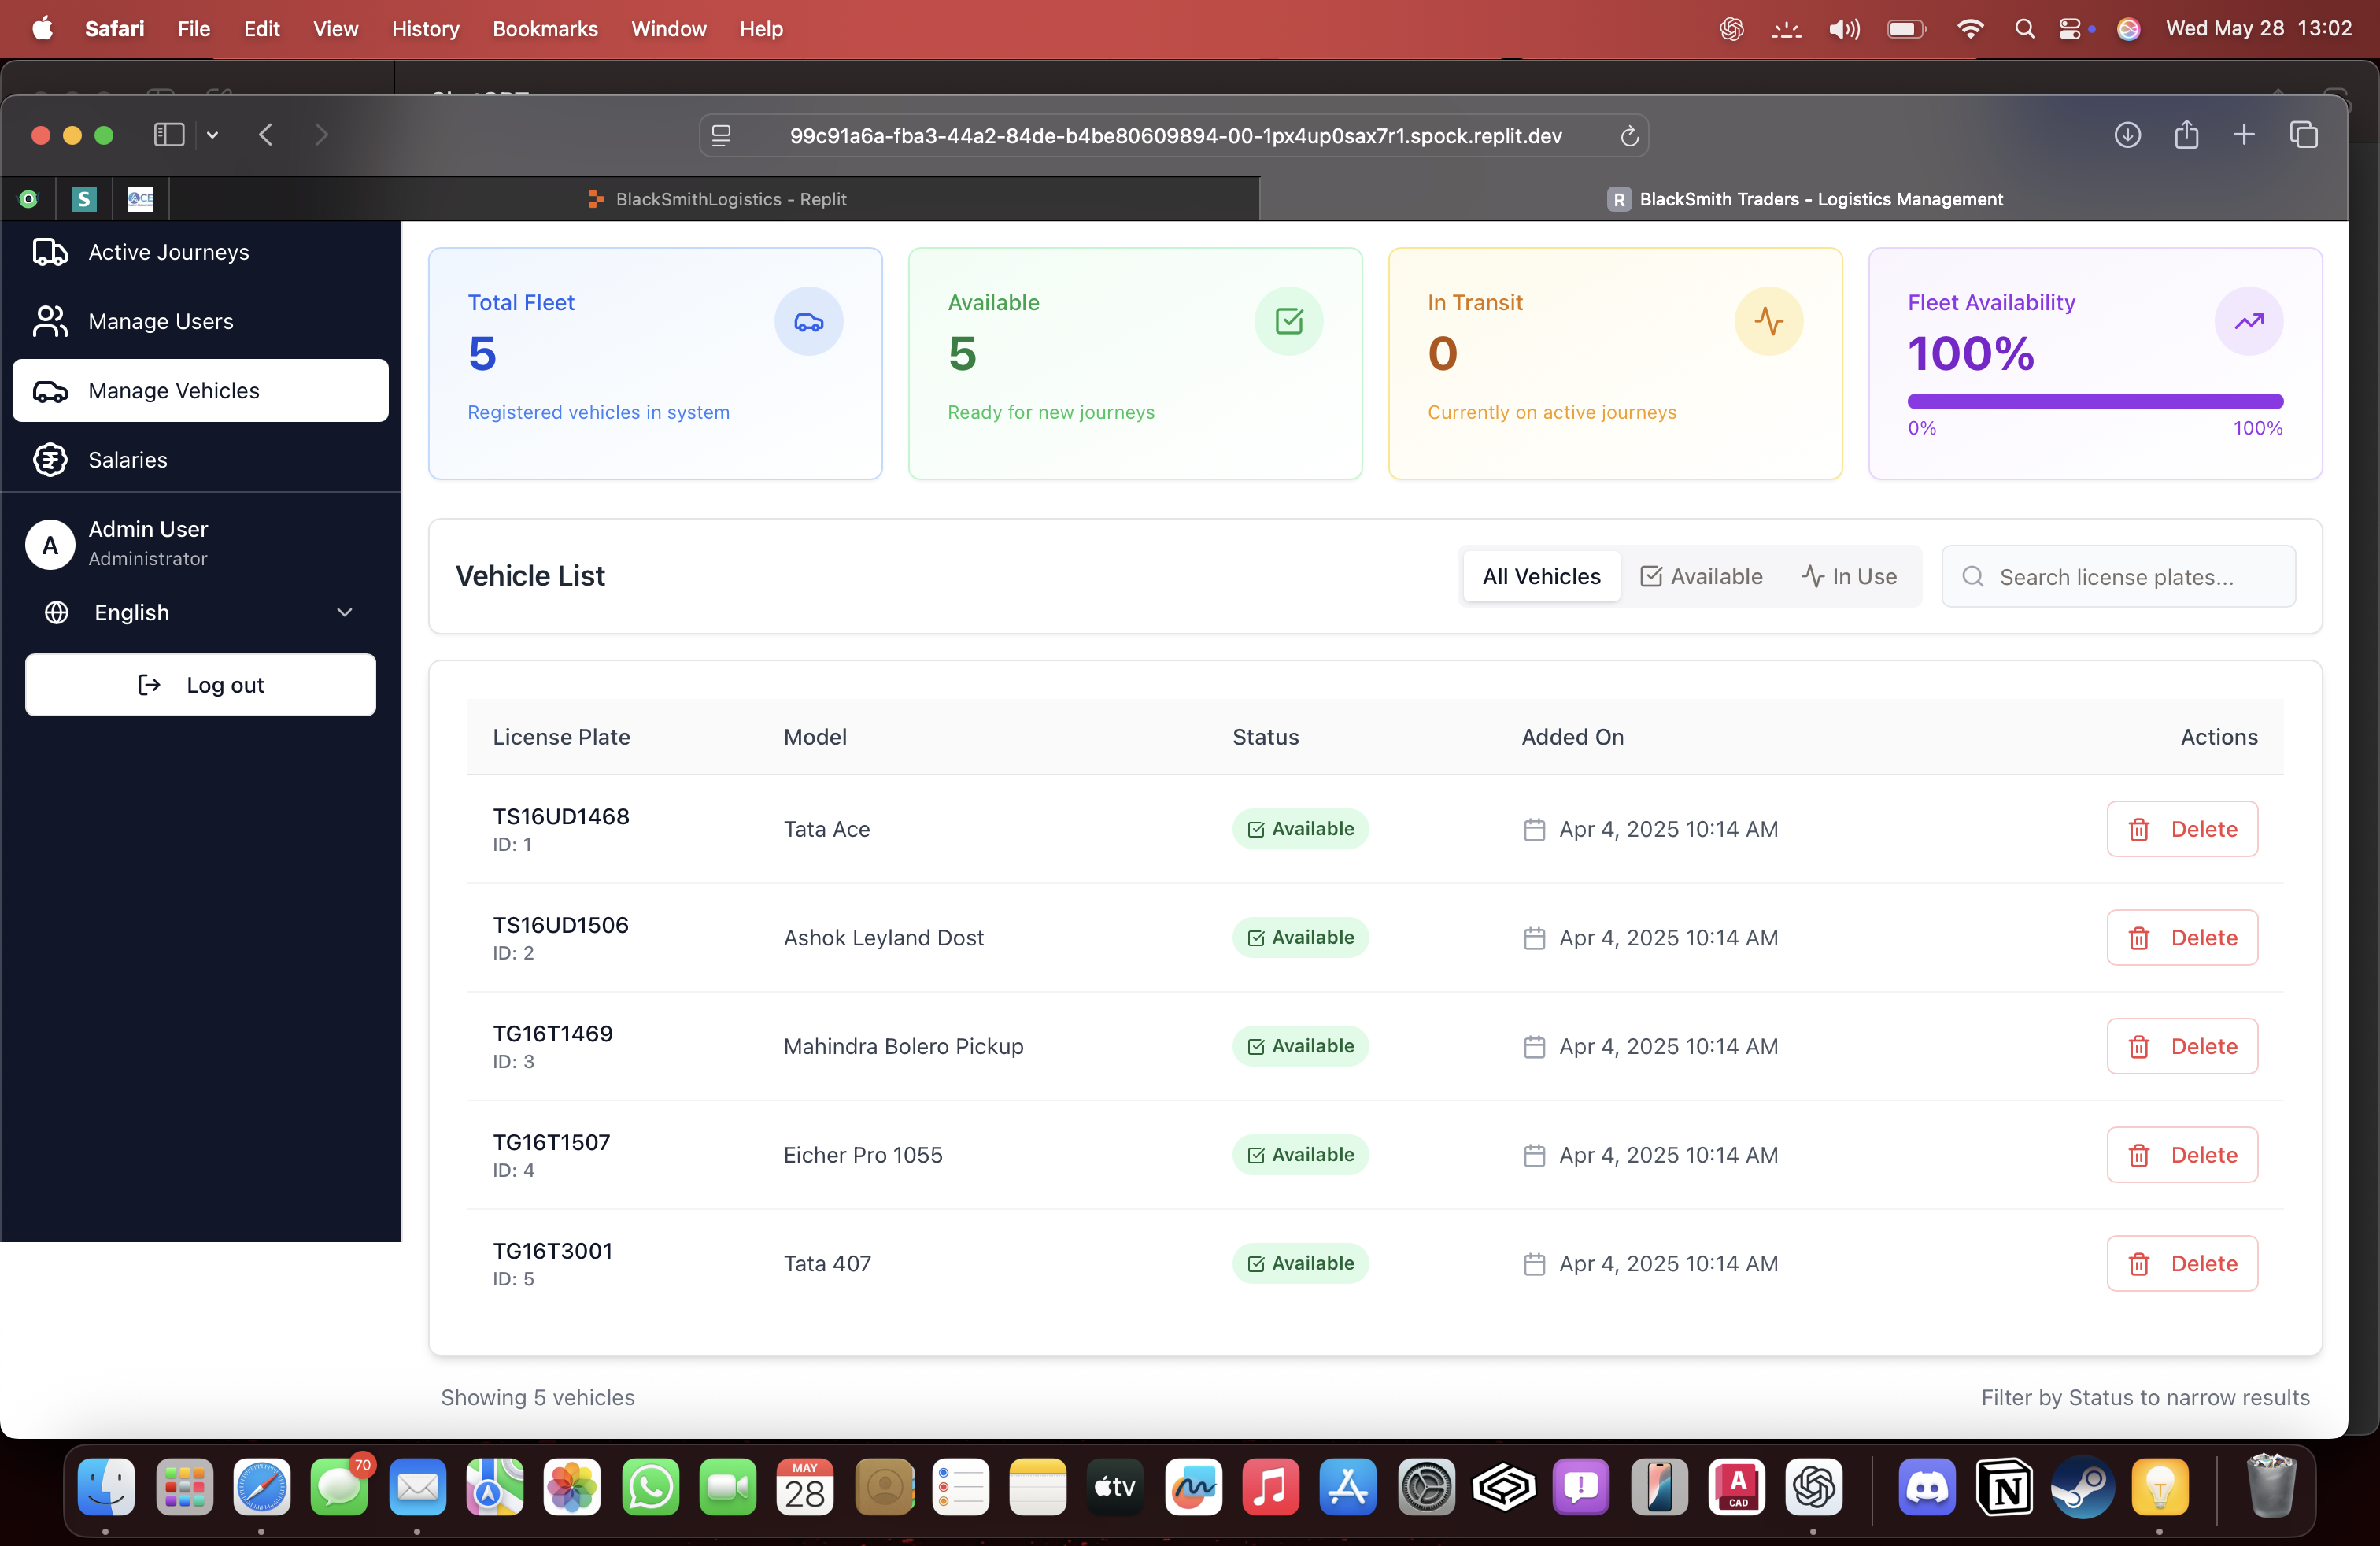 Safari File Edit View History Bookmarks Window Help Wed May 28 13:02
99c91a6a-fba3-44a2-84de-b4be80609894-00-1px4up0sax7r1.spock.replit.dev
S ACE BlackSmithLogistics - Replit R BlackSmith Traders - Logistics Management
Active Journeys
Manage Users
Manage Vehicles
Salaries
A Admin User
Administrator
English
Log out
Total Fleet
5
Registered vehicles in system
Available
5
Ready for new journeys
In Transit
0
Currently on active journeys
Fleet Availability
100%
0% 100%
Vehicle List All Vehicles Available In Use Search license plates...
License Plate Model Status Added On Actions
TS16UD1468
ID: 1
Tata Ace Available Apr 4, 2025 10:14 AM Delete
TS16UD1506
ID: 2
Ashok Leyland Dost Available Apr 4, 2025 10:14 AM Delete
TG16T1469
ID: 3
Mahindra Bolero Pickup Available Apr 4, 2025 10:14 AM Delete
TG16T1507
ID: 4
Eicher Pro 1055 Available Apr 4, 2025 10:14 AM Delete
TG16T3001
ID: 5
Tata 407 Available Apr 4, 2025 10:14 AM Delete
Showing 5 vehicles Filter by Status to narrow results
70
MAY
28
tv
A
CAD
N
T